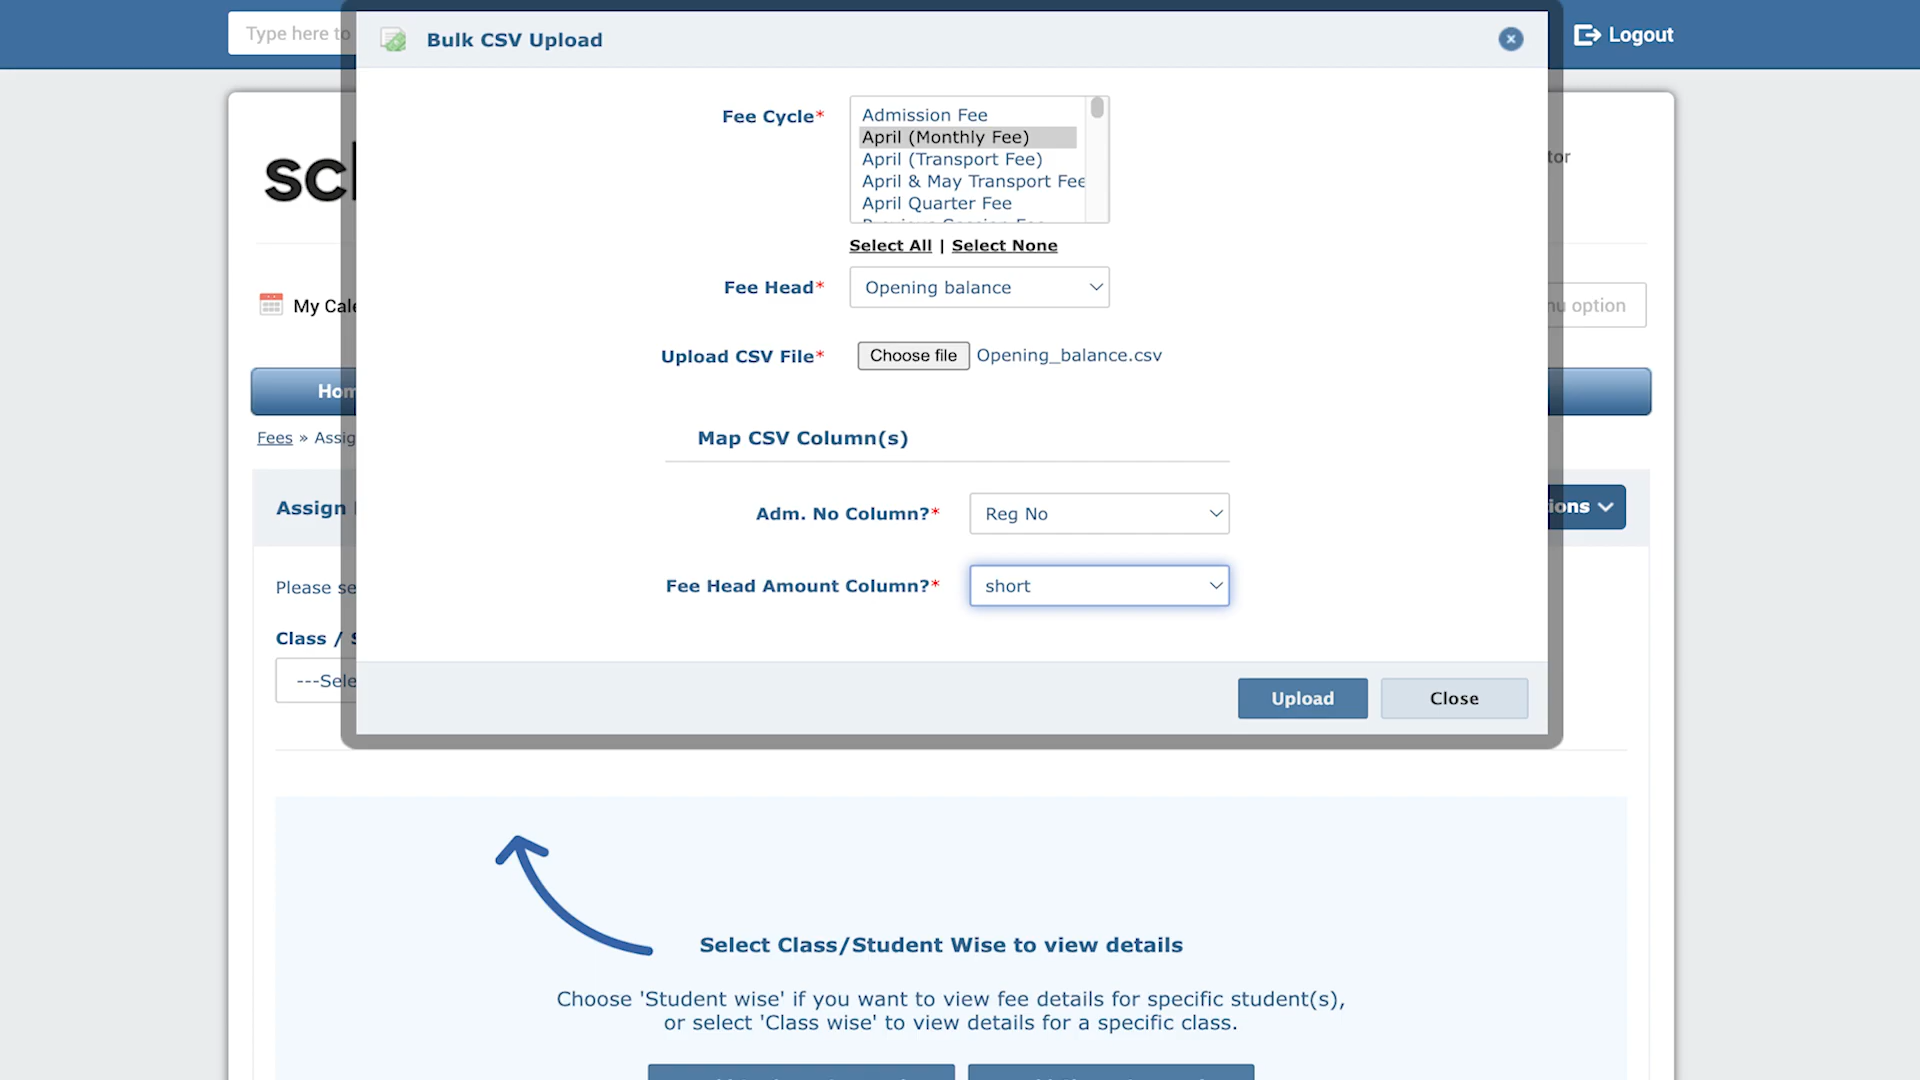 Type here to
Bulk CSV Upload
Logout
Fee Cycle*
Admission Fee
April (Monthly Fee)
April (Transport Fee)
April & May Transport Fee
April Quarter Fee
Select All | Select None
sch
tor
My Cale
Fee Head*
Opening balance
nu option
Upload CSV File*
Choose file
Opening_balance.csv
Hom
Fees » Assig
Map CSV Column(s)
Assign
ions
Adm. No Column?*
Reg No
Please se
Fee Head Amount Column?*
short
Class / S
---Sele
Upload
Close
Select Class/Student Wise to view details
Choose 'Student wise' if you want to view fee details for specific student(s),
or select 'Class wise' to view details for a specific class.